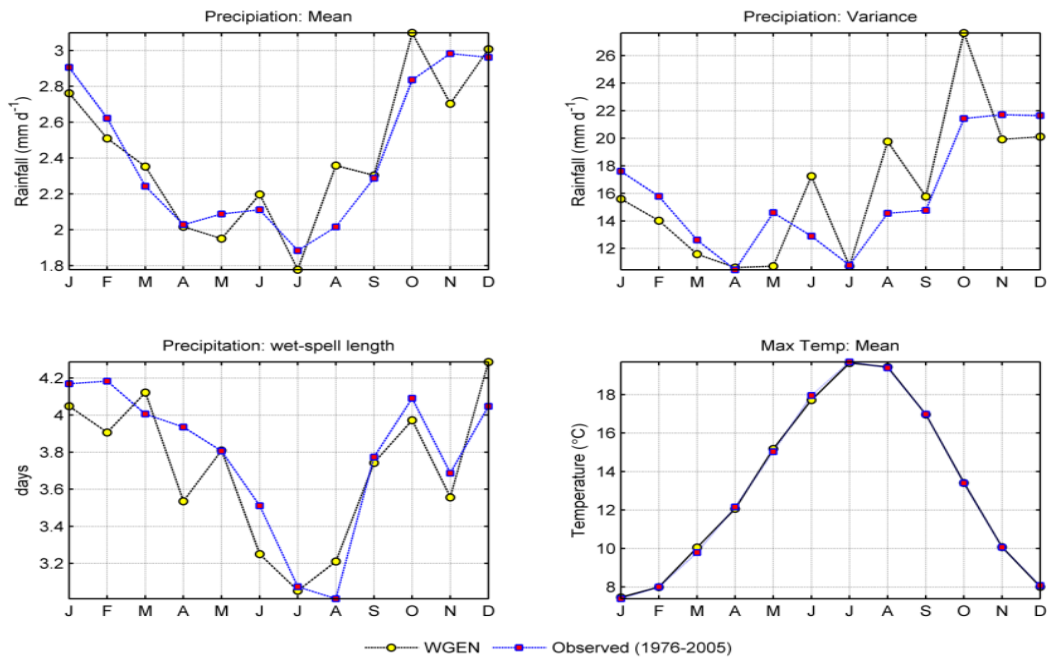 Precipiation: Mean
Rainfall (mm d⁻¹)
3
2.8
2.6
2.4
2.2
2
1.8
J F M A M J J A S O N D
Precipiation: Variance
Rainfall (mm d⁻¹)
26
24
22
20
18
16
14
12
J F M A M J J A S O N D
Precipitation: wet-spell length
days
4.2
4
3.8
3.6
3.4
3.2
J F M A M J J A S O N D
Max Temp: Mean
Temperature (°C)
18
16
14
12
10
8
J F M A M J J A S O N D
WGEN Observed (1976-2005)